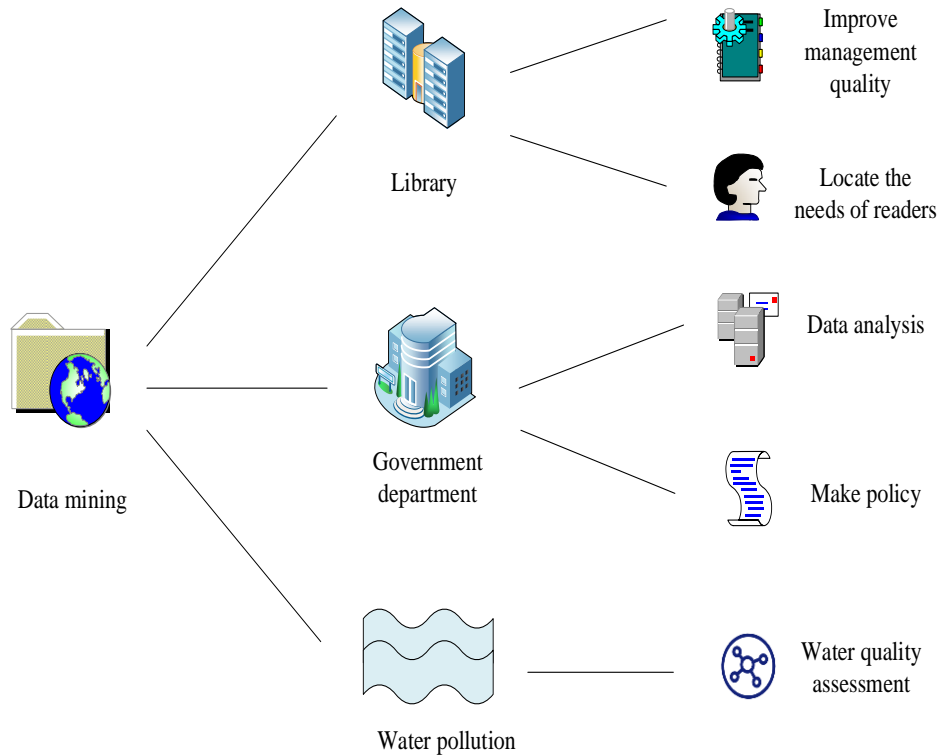 Improve
management
quality
Library
Locate the
needs of readers
Data analysis
Government
department
Data mining
Make policy
Water quality
assessment
Water pollution